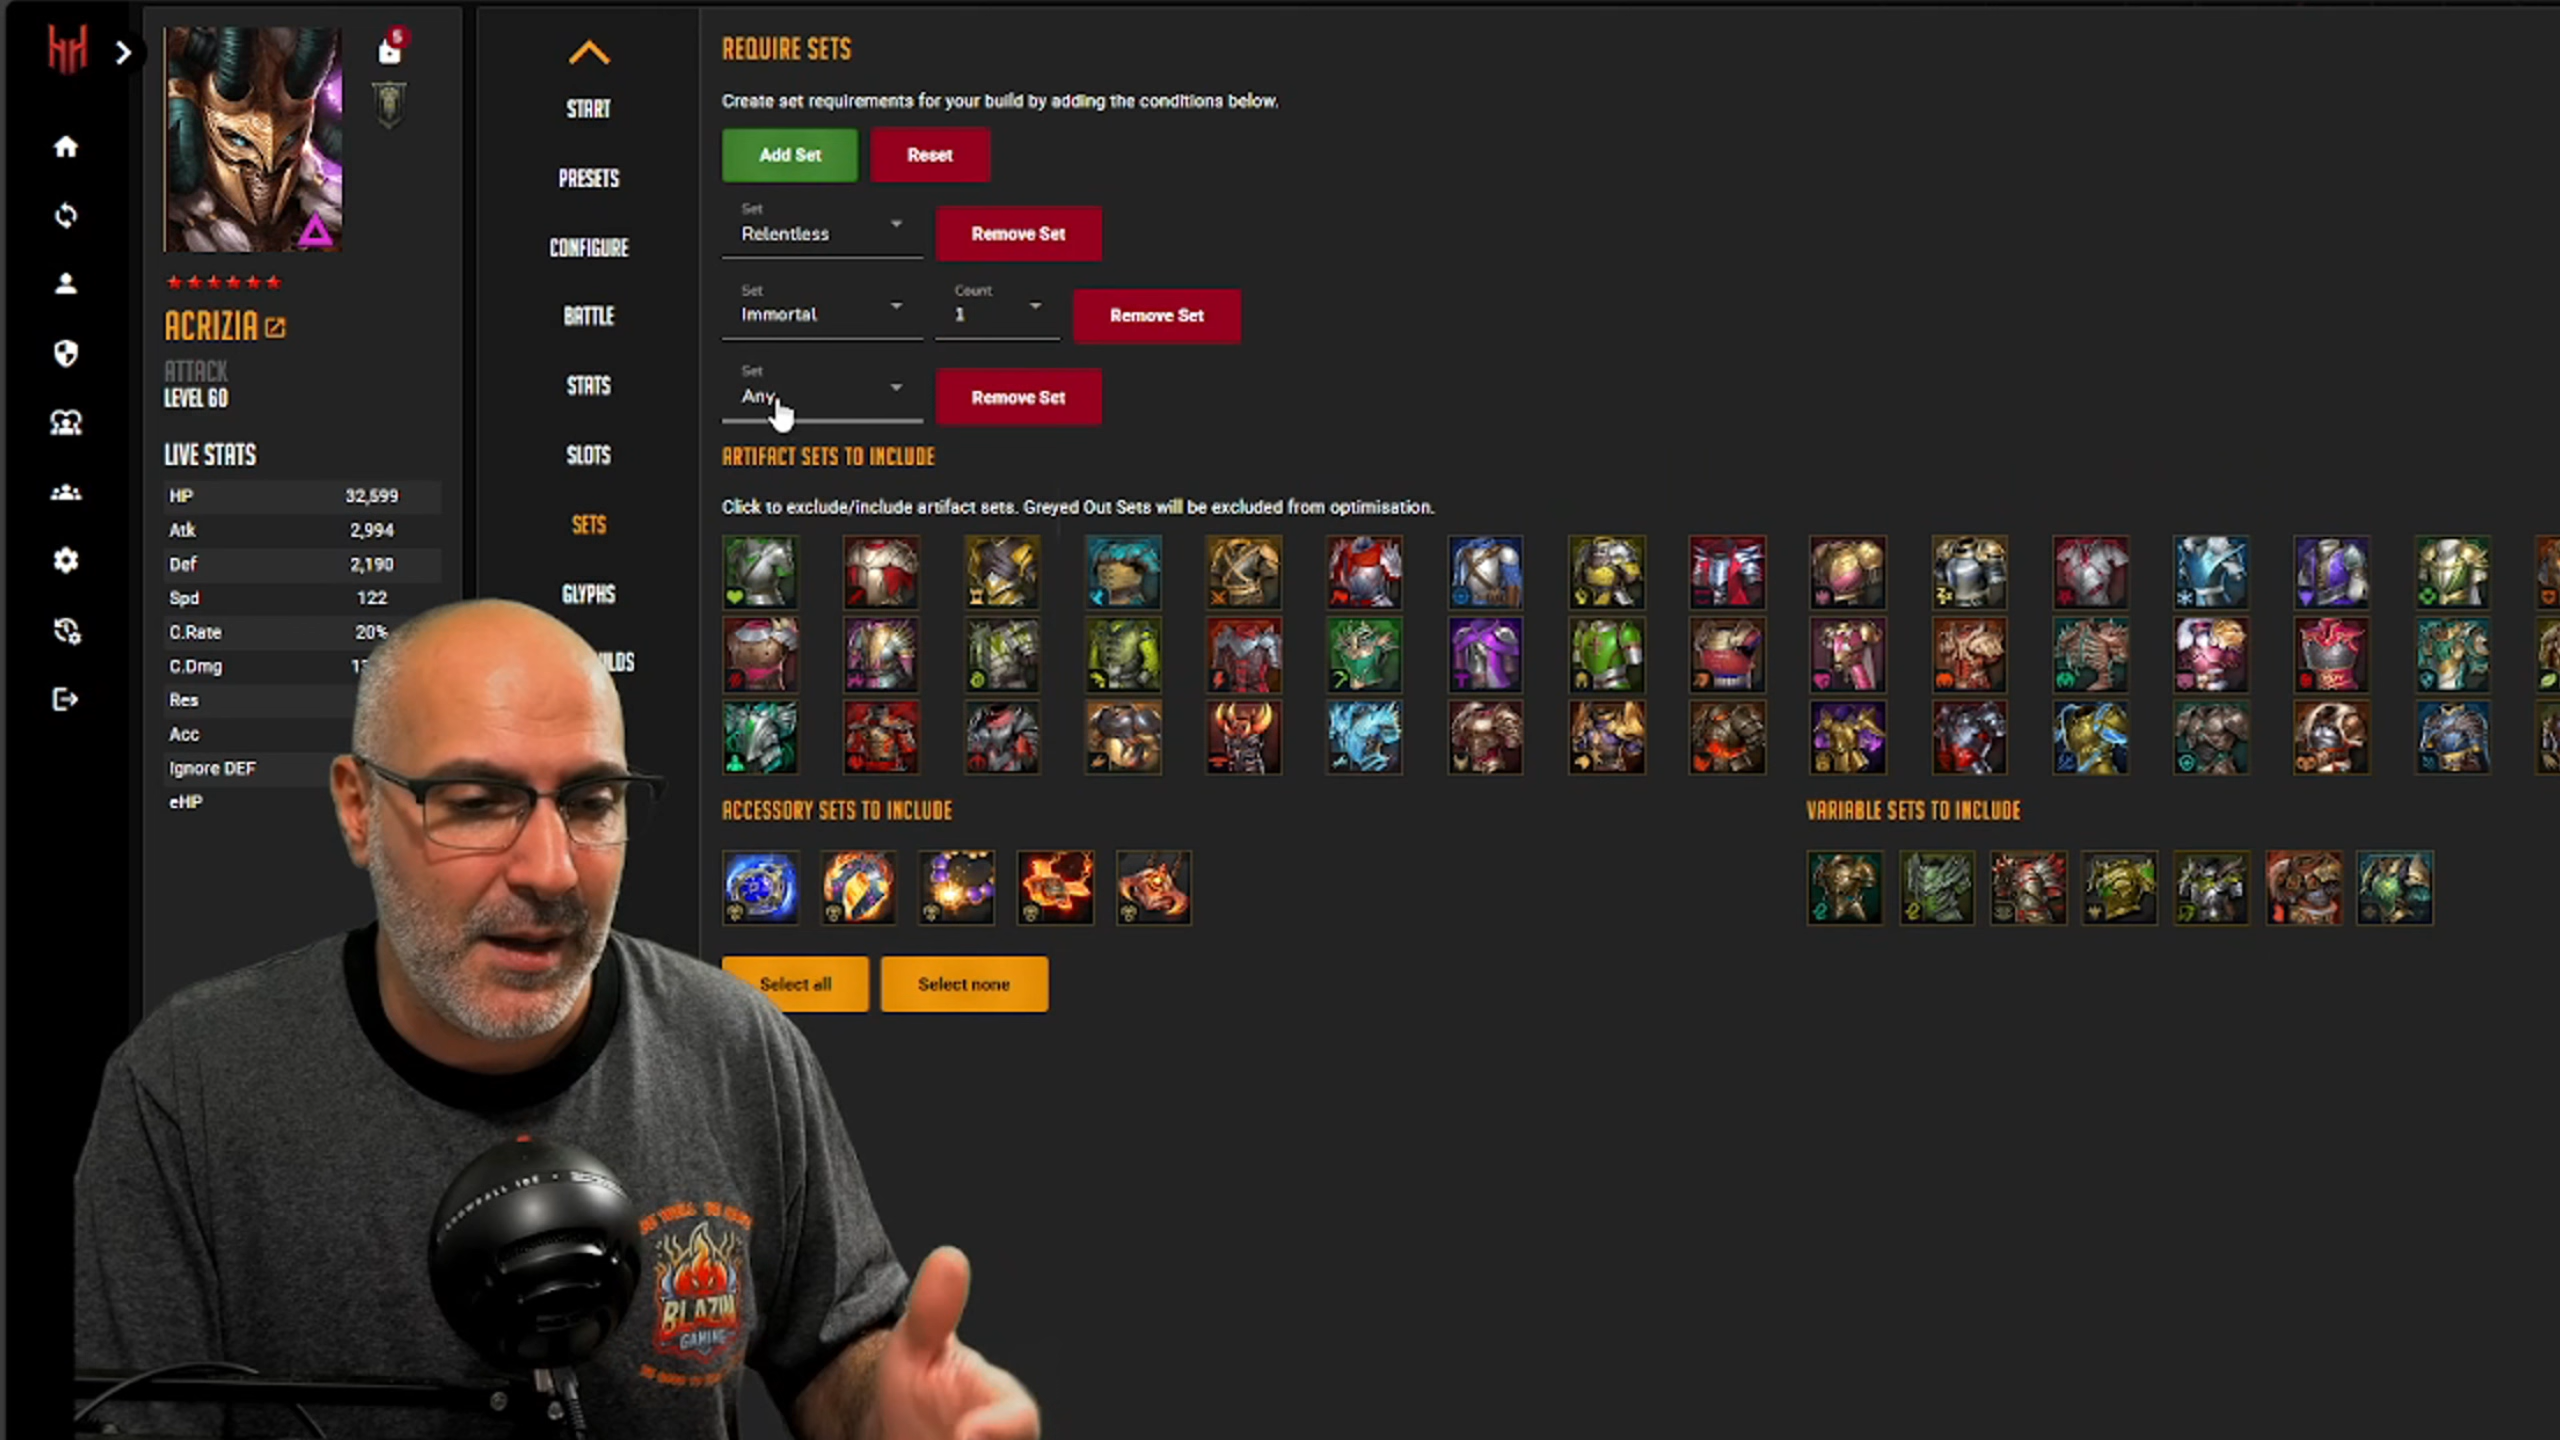 5
ACRIZIA
ATTACK
LEVEL 60
LIVE STATS
HP 32,599
Atk 2,994
Def 2,190
Spd 122
C.Rate 20%
C.Dmg
Res
Acc
Ignore DEF
eHP
START
PRESETS
CONFIGURE
BATTLE
STATS
SLOTS
SETS
GLYPHS
REQUIRE SETS
Create set requirements for your build by adding the conditions below.
Add Set
Reset
Set
Relentless
Remove Set
Set
Immortal
Count
1
Remove Set
Set
Any
Remove Set
ARTIFACT SETS TO INCLUDE
Click to exclude/include artifact sets. Greyed Out Sets will be excluded from optimisation.
ACCESSORY SETS TO INCLUDE
VARIABLE SETS TO INCLUDE
Select all
Select none
BLAZIN
GAMING